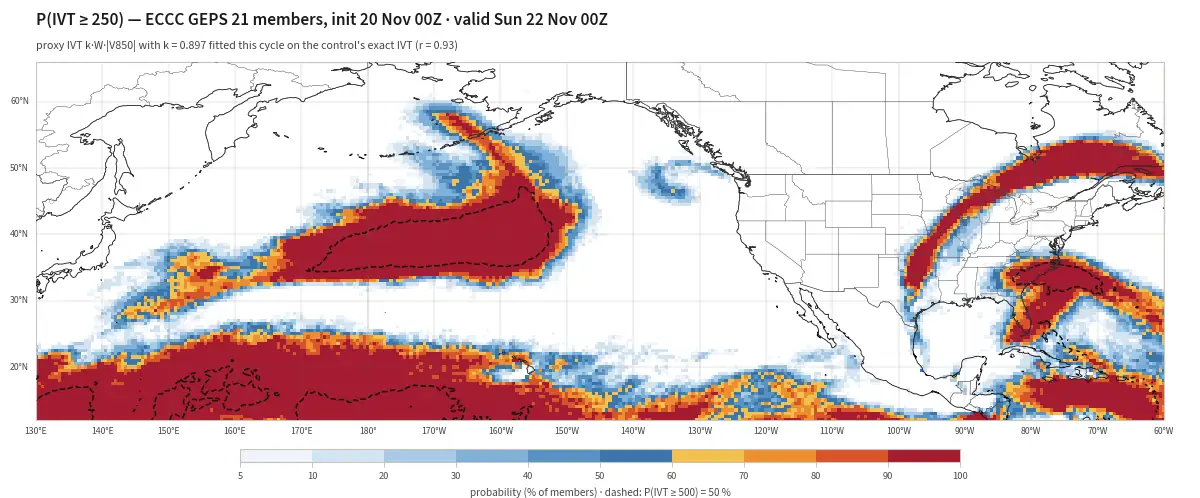 P(IVT ≥ 250) — ECCC GEPS 21 members, init 20 Nov 00Z · valid Sun 22 Nov 00Z
proxy IVT k·W·|V850| with k = 0.897 fitted this cycle on the control's exact IVT (r = 0.93)
60°N
50°N
40°N
30°N
20°N
130°E 140°E 150°E 160°E 170°E 180° 170°W 160°W 150°W 140°W 130°W 120°W 110°W 100°W 90°W 80°W 70°W 60°W
5 10 20 30 40 50 60 70 80 90 100
probability (% of members) · dashed: P(IVT ≥ 500) = 50 %